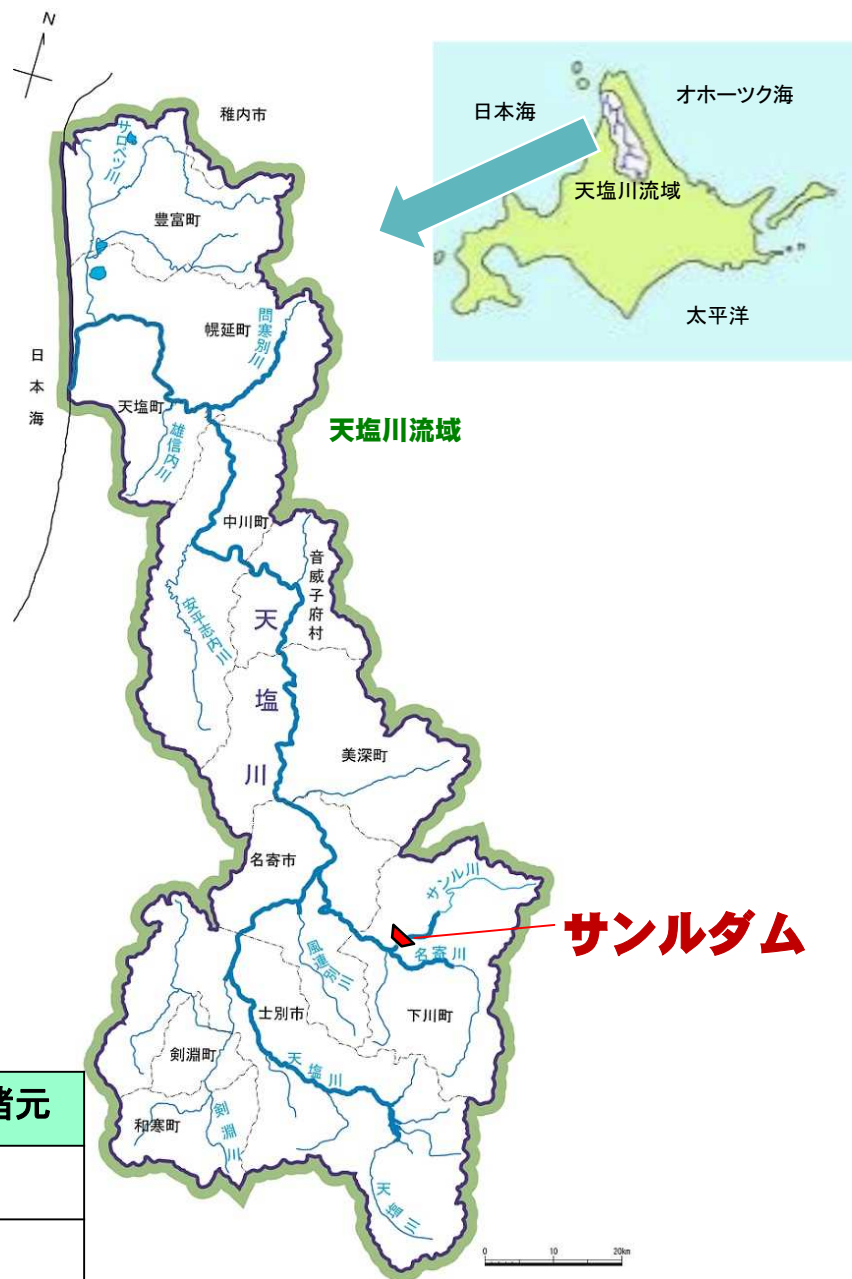 N
稚内市
サロベツ川
豊富町
日本海
オホーツク海
天塩川流域
太平洋
幌延町
問寒別川
日本海
天塩町
雄信内川
天塩川流域
中川町
音威子府村
安平志内川
天塩川
美深町
名寄市
サンル川
サンルダム
名寄川
風連別川
士別市
下川町
剣淵町
天塩川
和寒町
剣淵川
天塩川
諸元
0 10 20km